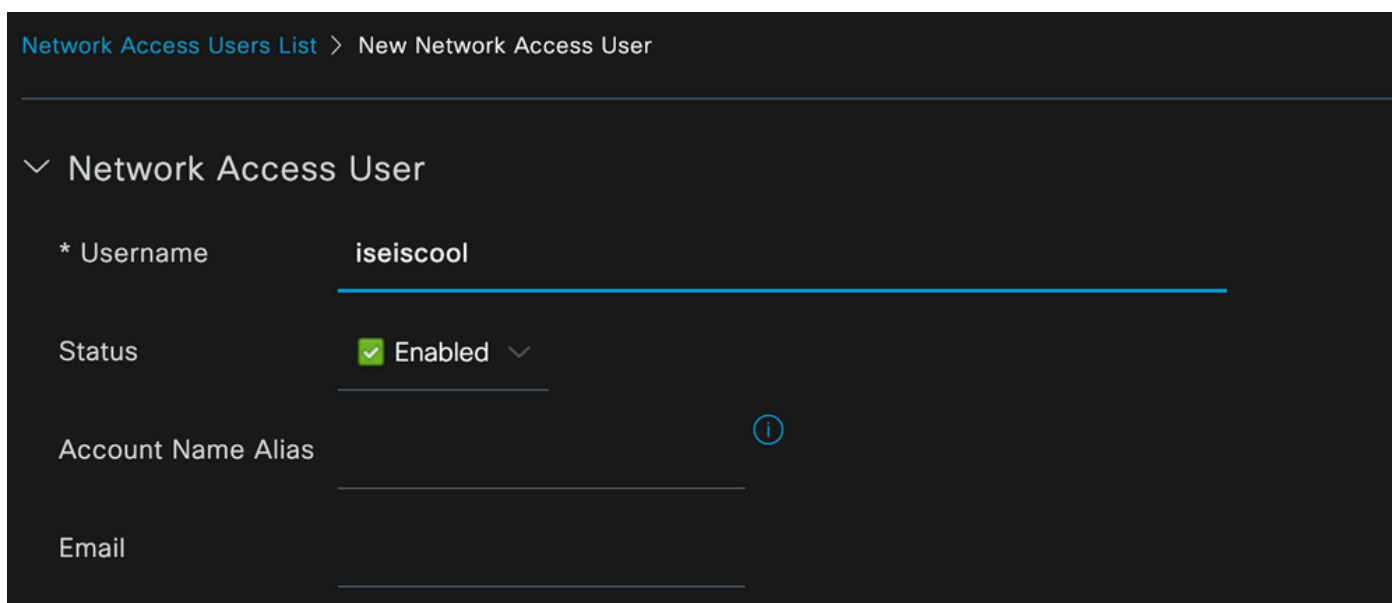 Network Access Users List > New Network Access User
Network Access User
* Username iseiscool
Status Enabled
Account Name Alias
Email